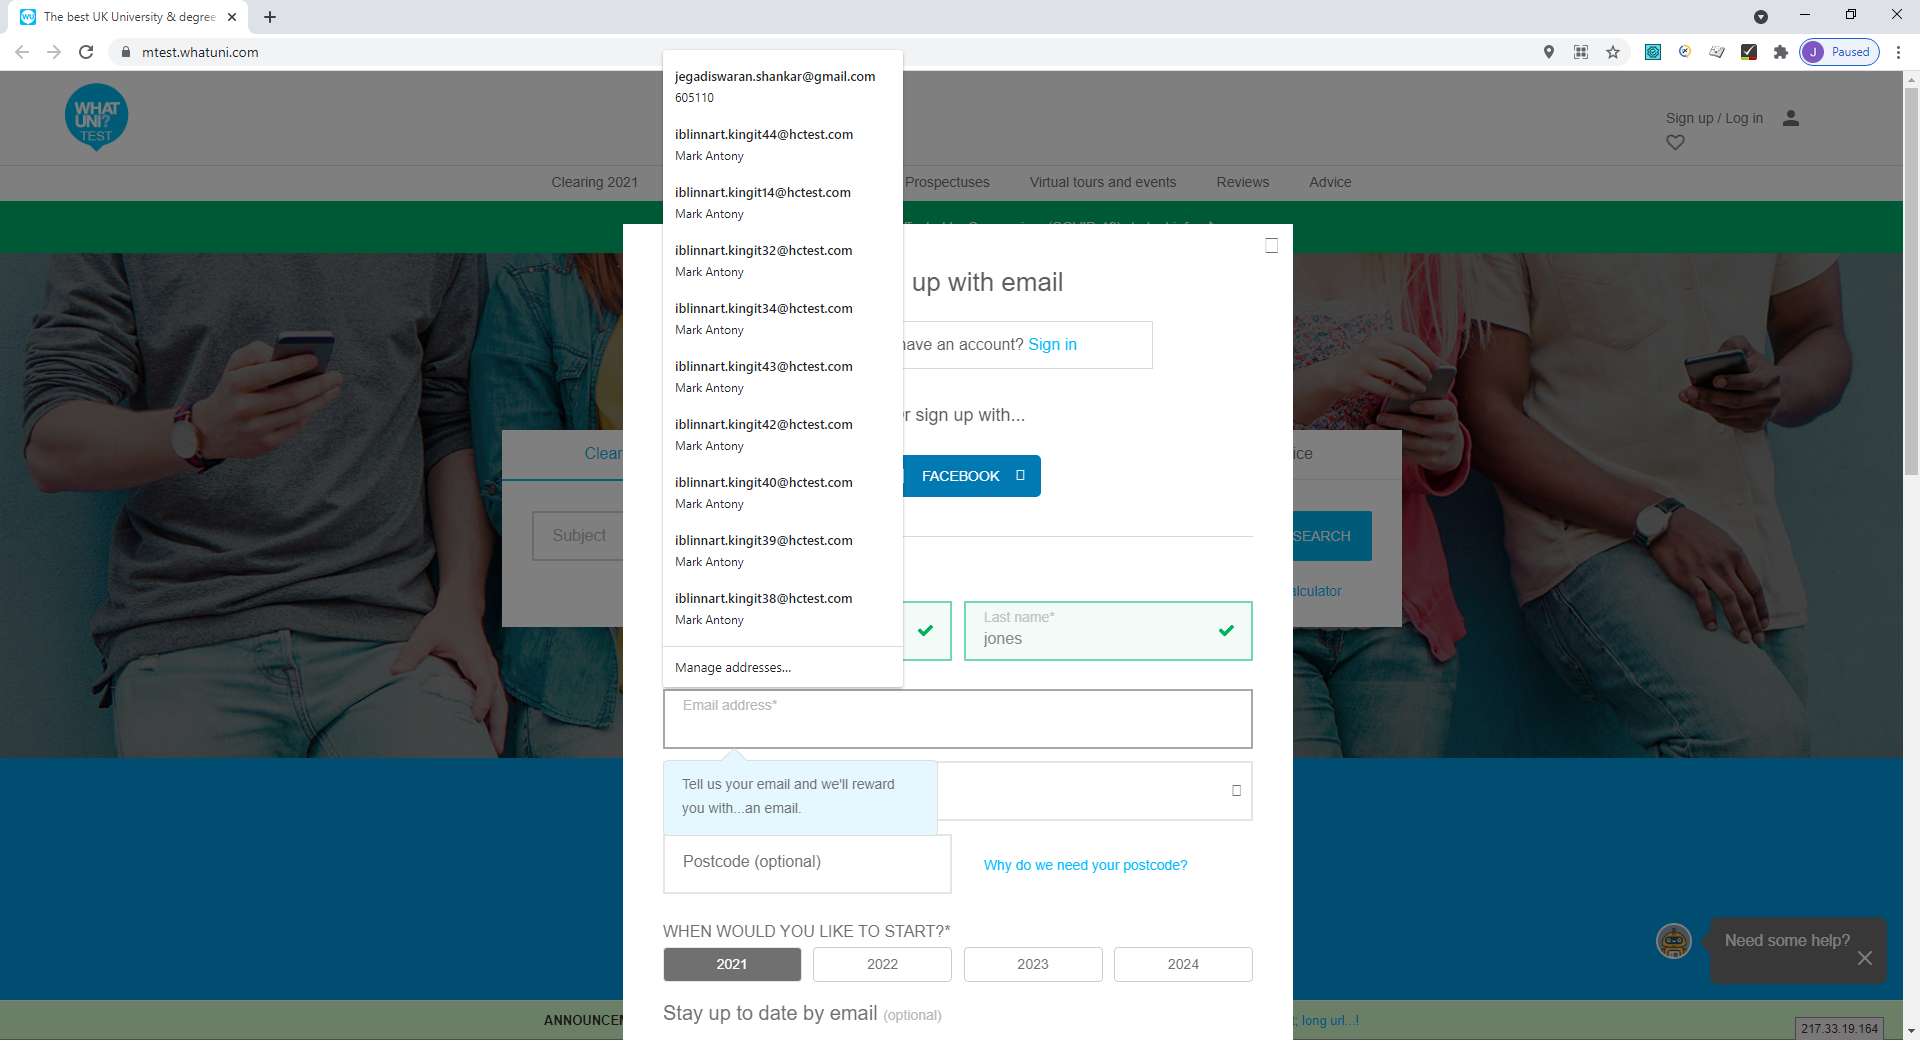 The best UK University & degree
mtest.whatuni.com
Paused
J
WHAT
UNI?
TEST
Sign up / Log in
Clearing 2021
Prospectuses
Virtual tours and events
Reviews
Advice
jegadiswaran.shankar@gmail.com
605110
iblinnart.kingit44@hctest.com
Mark Antony
iblinnart.kingit14@hctest.com
Mark Antony
iblinnart.kingit32@hctest.com
Mark Antony
iblinnart.kingit34@hctest.com
Mark Antony
iblinnart.kingit43@hctest.com
Mark Antony
iblinnart.kingit42@hctest.com
Mark Antony
iblinnart.kingit40@hctest.com
Mark Antony
iblinnart.kingit39@hctest.com
Mark Antony
iblinnart.kingit38@hctest.com
Mark Antony
Manage addresses...
up with email
have an account? Sign in
r sign up with...
FACEBOOK
Clear
ice
Subject
SEARCH
alculator
Last name*
jones
Email address*
Tell us your email and we'll reward
you with...an email.
Postcode (optional)
Why do we need your postcode?
WHEN WOULD YOU LIKE TO START?*
2021
2022
2023
2024
Stay up to date by email (optional)
Need some help?
ANNOUNCEM
t; long url...!
217.33.19.164